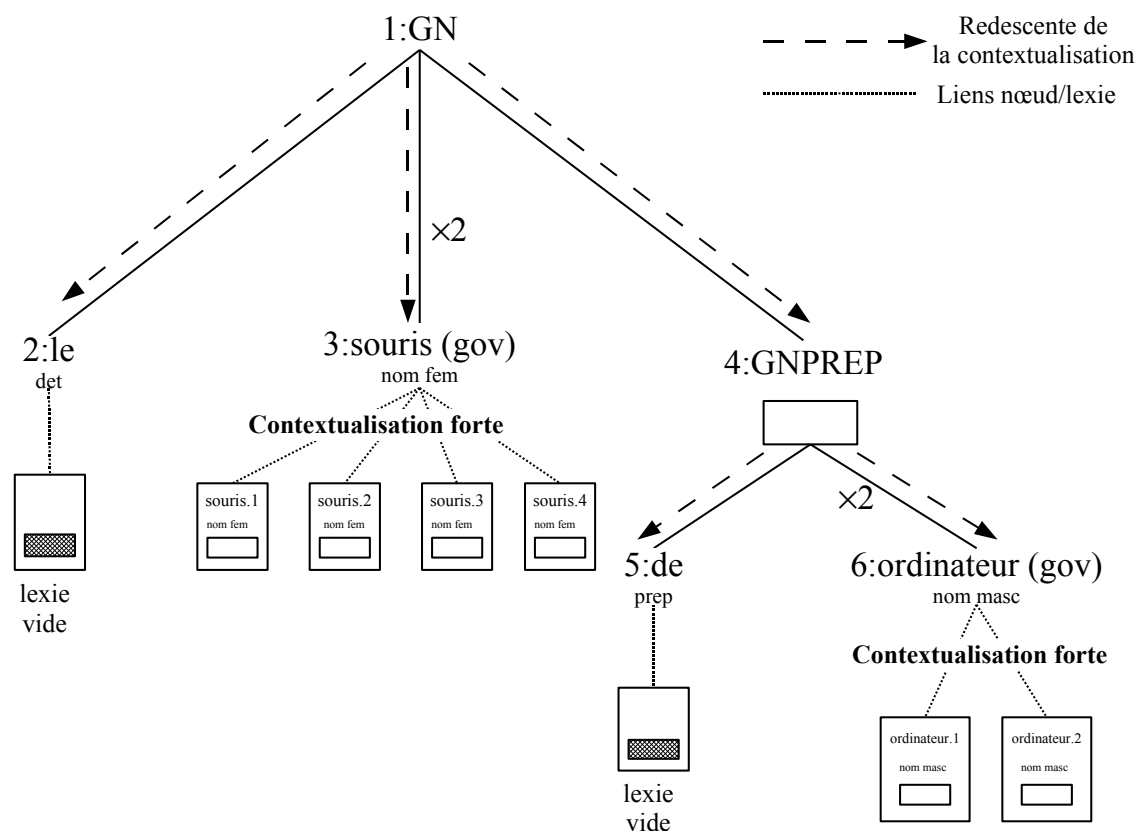 1:GN
Redescente de
la contextualisation
Liens nœud/lexie
×2
2:le
det
3:souris (gov)
nom fem
4:GNPREP
Contextualisation forte
souris.1
nom fem
souris.2
nom fem
souris.3
nom fem
souris.4
nom fem
lexie
vide
×2
5:de
prep
6:ordinateur (gov)
nom masc
Contextualisation forte
ordinateur.1
nom masc
ordinateur.2
nom masc
lexie
vide